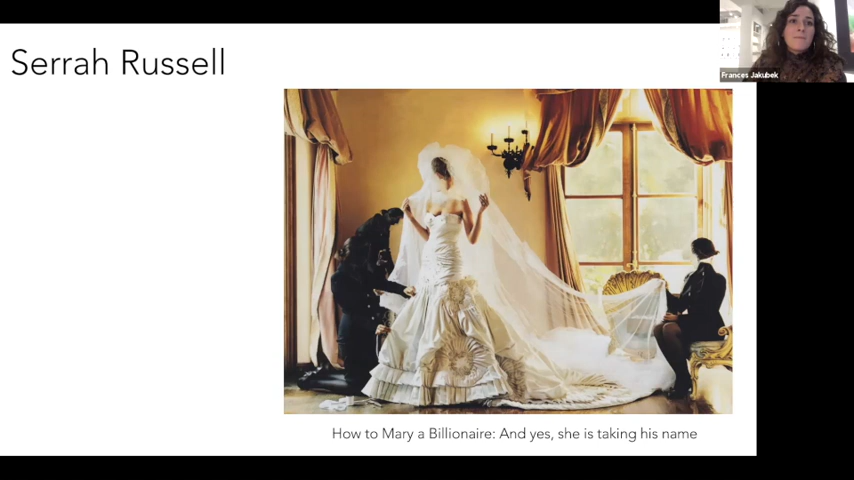 Serrah Russell
Frances Jakubek
How to Mary a Billionaire: And yes, she is taking his name